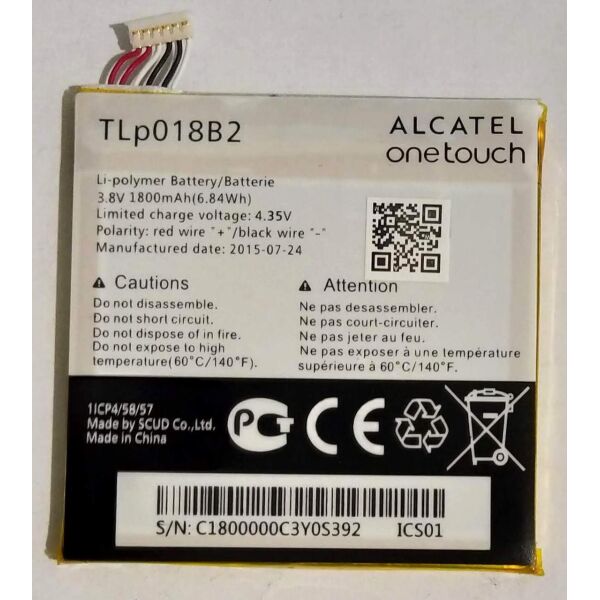 TLp018B2
ALCATEL
onetouch
Li-polymer Battery/Batterie
3.8V 1800mAh(6.84Wh)
Limited charge voltage: 4.35V
Polarity: red wire "+"/black wire "-"
Manufactured date: 2015-07-24
Cautions
Do not disassemble.
Do not short circuit.
Do not dispose of in fire.
Do not expose to high
temperature(60°C/140°F).
Attention
Ne pas desassembler.
Ne pas court-circuiter.
Ne pas jeter au feu.
Ne pas exposer à une température
supérieure à 60°C/140°F.
1ICP4/58/57
Made by SCUD Co.,Ltd.
Made in China
S/N: C1800000C3Y0S392
ICS01